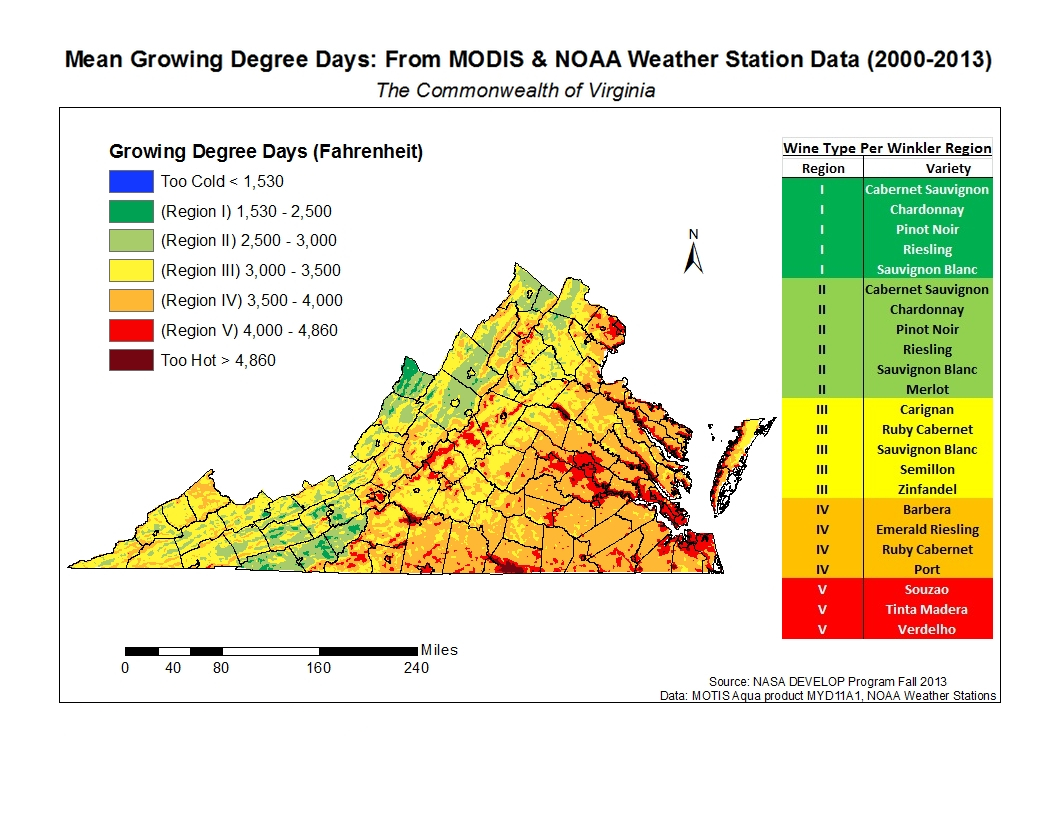 Mean Growing Degree Days: From MODIS & NOAA Weather Station Data (2000-2013)
The Commonwealth of Virginia
Growing Degree Days (Fahrenheit)
Too Cold < 1,530
(Region I) 1,530 - 2,500
(Region II) 2,500 - 3,000
(Region III) 3,000 - 3,500
(Region IV) 3,500 - 4,000
(Region V) 4,000 - 4,860
Too Hot > 4,860
N
Wine Type Per Winkler Region
Region Variety
I Cabernet Sauvignon
I Chardonnay
I Pinot Noir
I Riesling
I Sauvignon Blanc
II Cabernet Sauvignon
II Chardonnay
II Pinot Noir
II Riesling
II Sauvignon Blanc
II Merlot
III Carignan
III Ruby Cabernet
III Sauvignon Blanc
III Semillon
III Zinfandel
IV Barbera
IV Emerald Riesling
IV Ruby Cabernet
IV Port
V Souzao
V Tinta Madera
V Verdelho
Miles
0 40 80 160 240
Source: NASA DEVELOP Program Fall 2013
Data: MOTIS Aqua product MYD11A1, NOAA Weather Stations